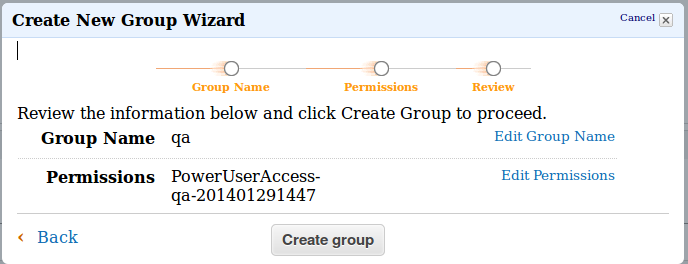 Create New Group Wizard
Cancel
Group Name
Permissions
Review
Review the information below and click Create Group to proceed.
Group Name qa Edit Group Name
Permissions PowerUserAccess- Edit Permissions
qa-201401291447
‹ Back
Create group